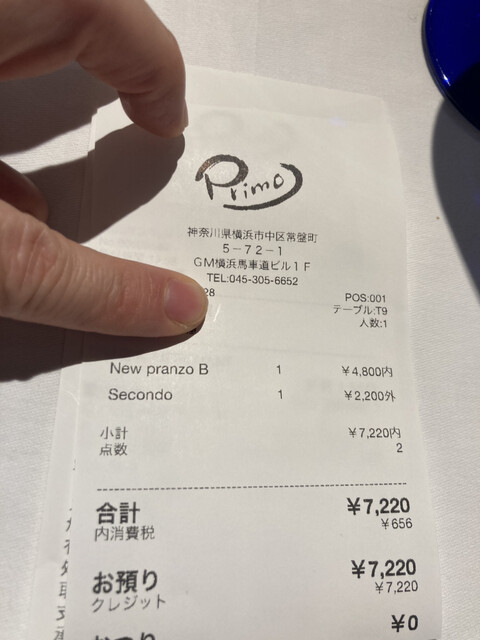 Primo
神奈川県横浜市中区常盤町
5-72-1
GM横浜馬車道ビル1F
TEL:045-305-6652
28 POS:001
テーブル:T9
人数:1
New pranzo B 1 ¥4,800内
Secondo 1 ¥2,200外
小計 ¥7,220内
点数 2
合計 ¥7,220
内消費税 ¥656
お預り ¥7,220
クレジット ¥7,220
おつり ¥0